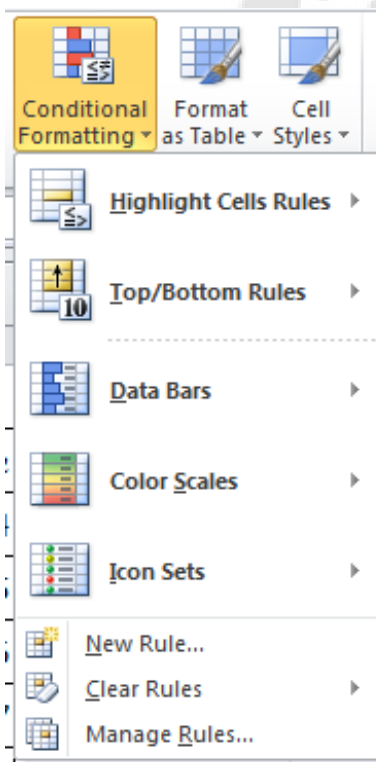 Conditional Format Cell
Formatting as Table Styles
≤≠
≥
Highlight Cells Rules
≤>
Top/Bottom Rules
10
Data Bars
Color Scales
Icon Sets
New Rule...
Clear Rules
Manage Rules...